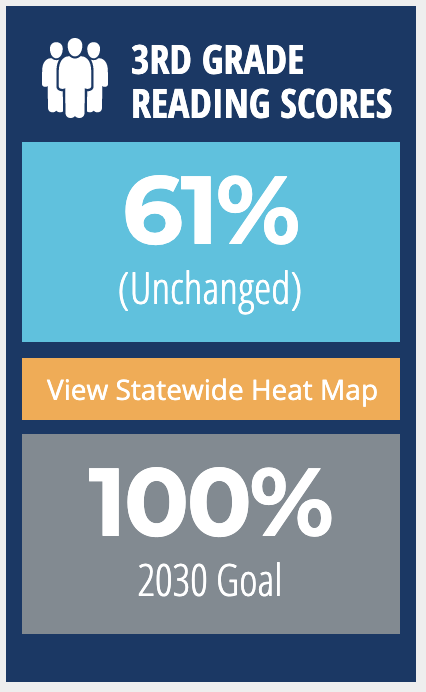 3RD GRADE
READING SCORES
61%
(Unchanged)
View Statewide Heat Map
100%
2030 Goal